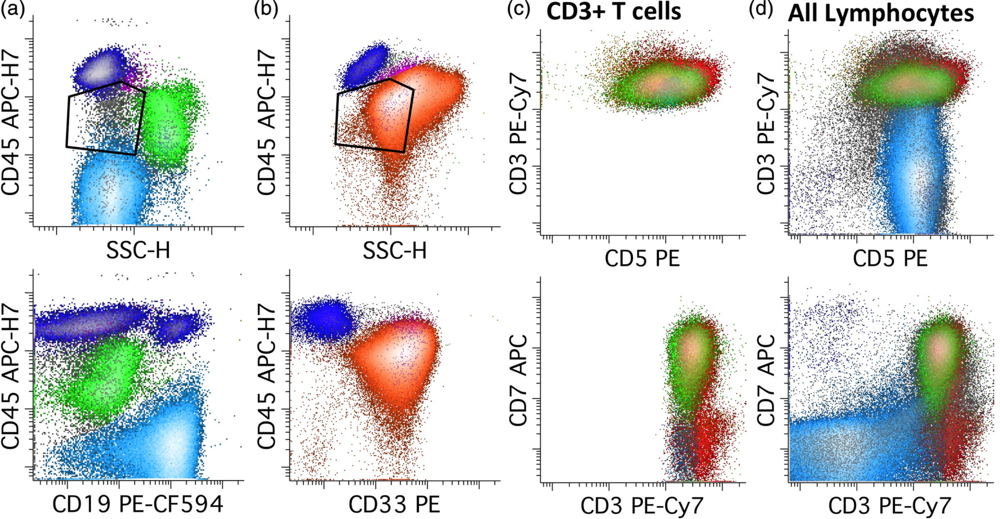 (a)
(b)
(c) CD3+ T cells
(d) All Lymphocytes
CD45 APC-H7
SSC-H
CD45 APC-H7
SSC-H
CD3 PE-Cy7
CD5 PE
CD3 PE-Cy7
CD5 PE
CD45 APC-H7
CD19 PE-CF594
CD45 APC-H7
CD33 PE
CD7 APC
CD3 PE-Cy7
CD7 APC
CD3 PE-Cy7